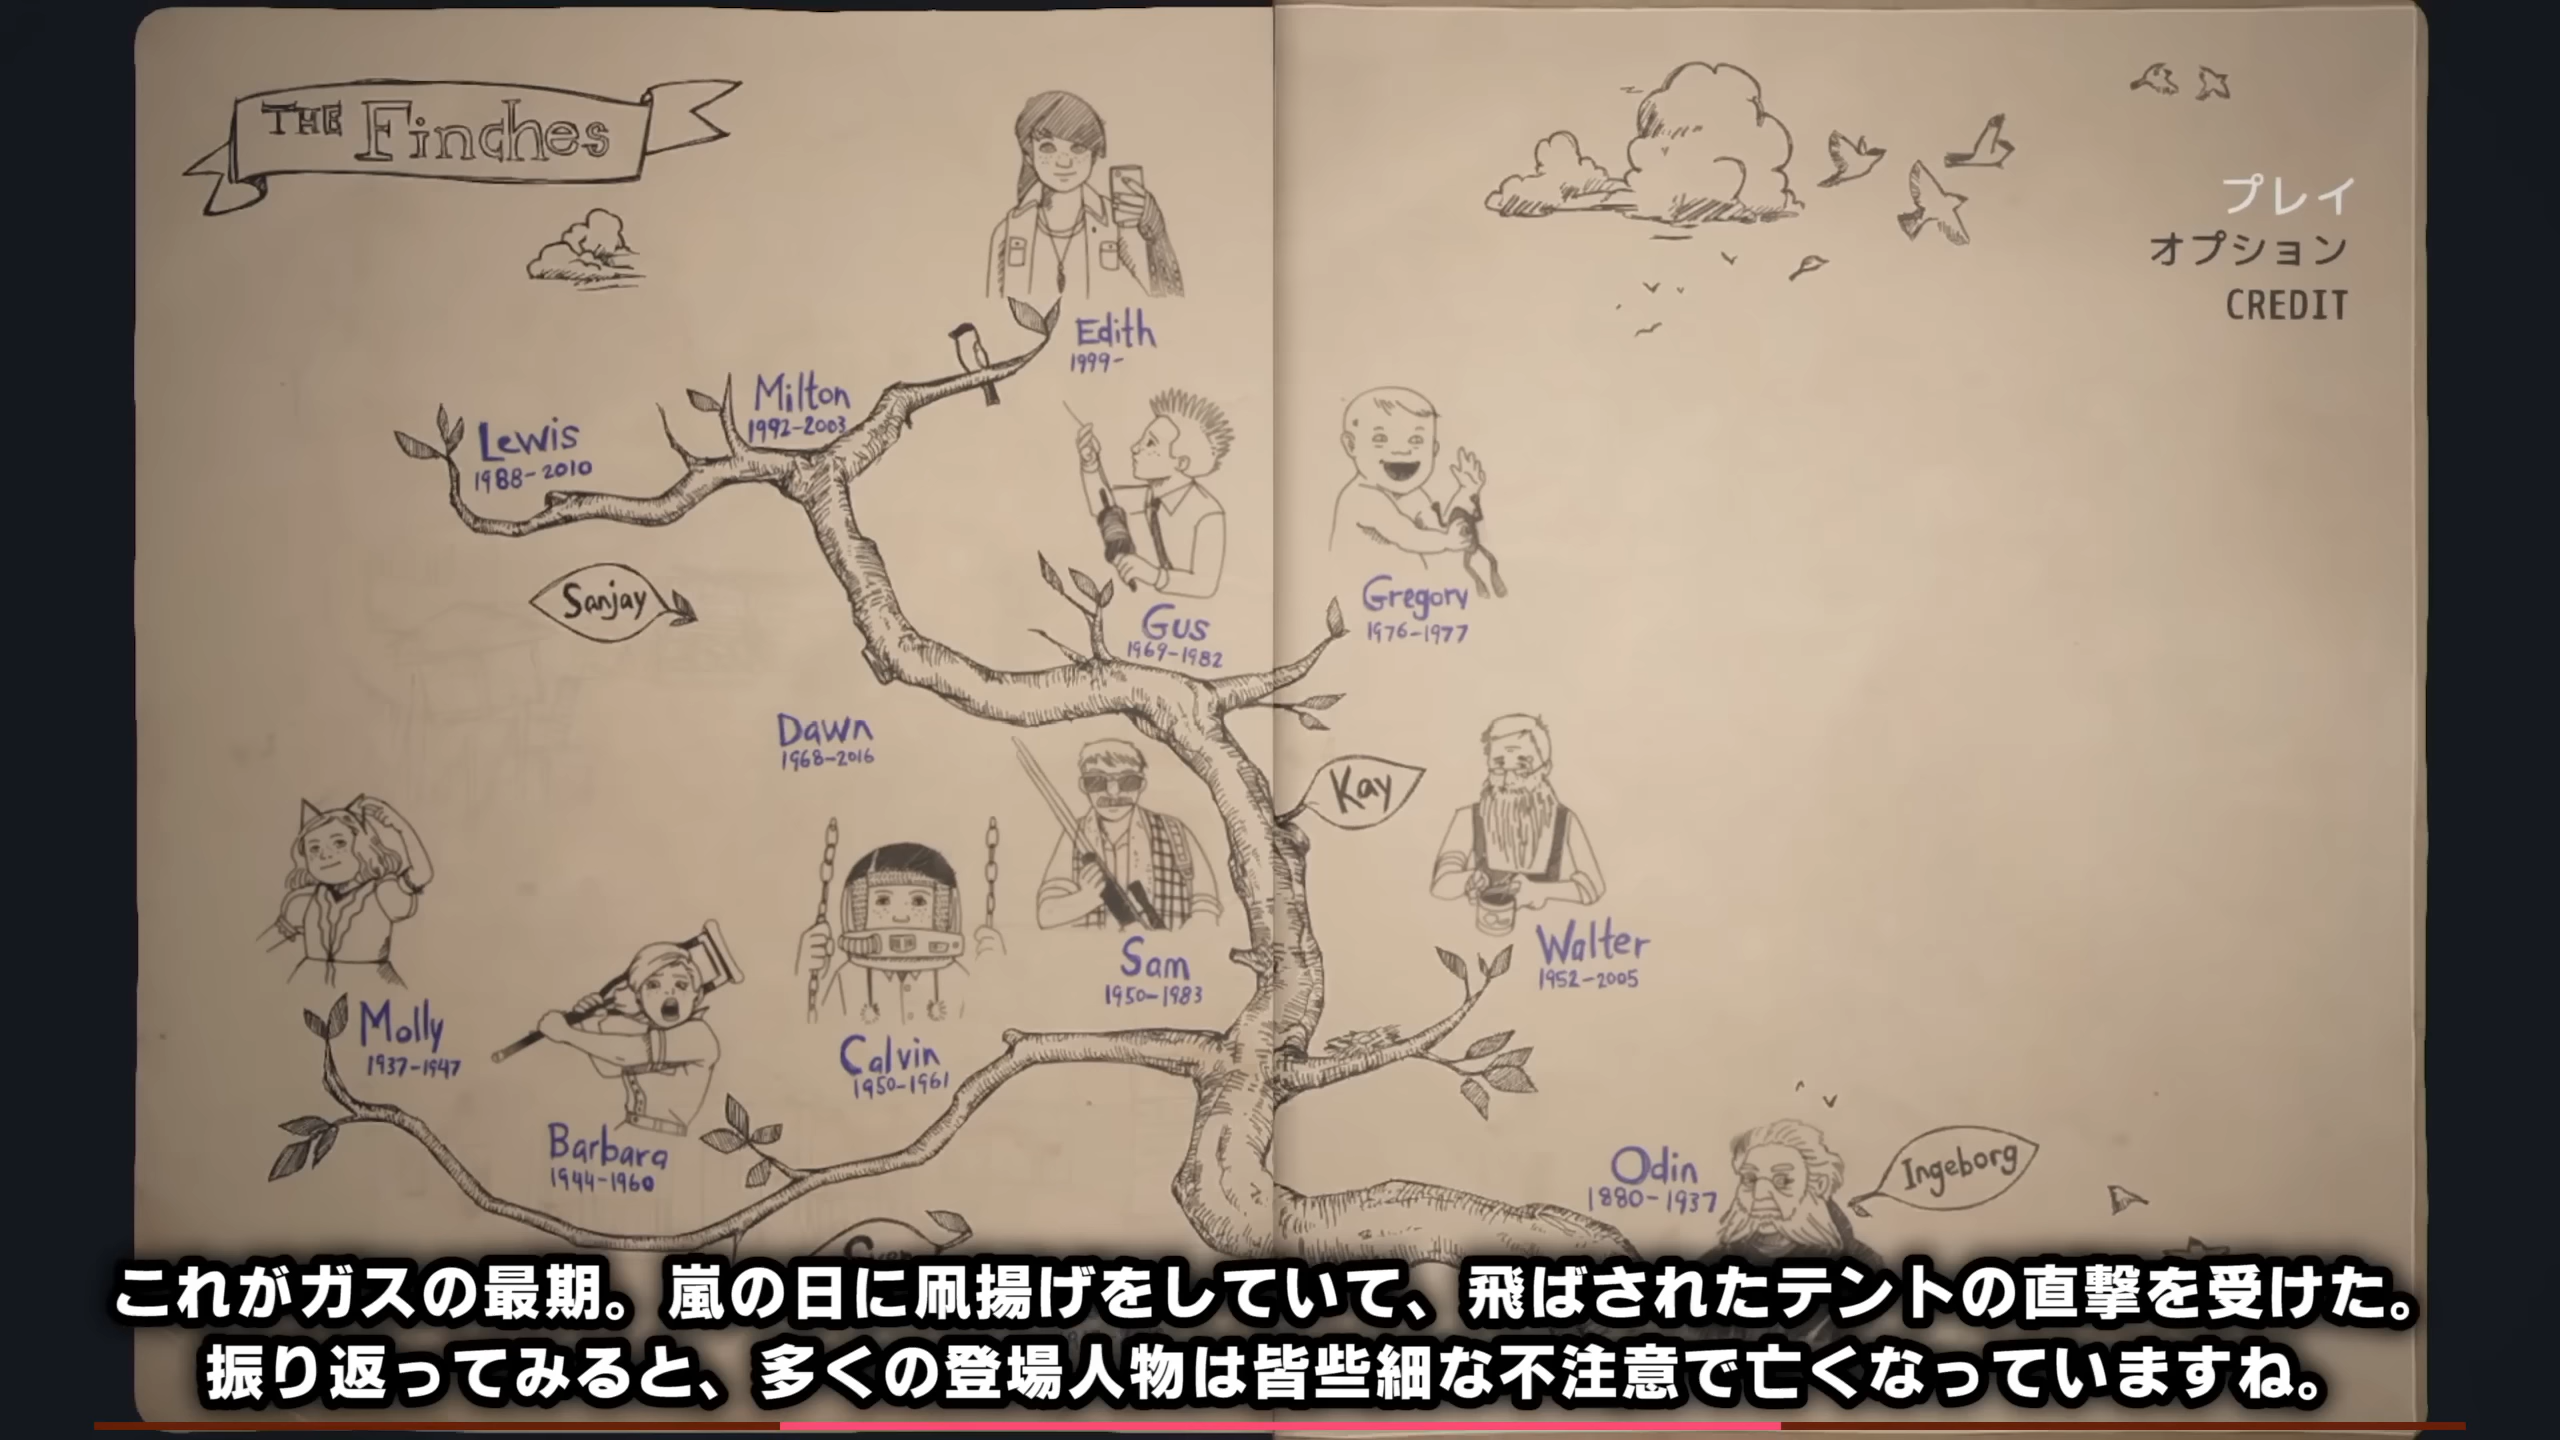 THE Finches
プレイ
オプション
CREDIT
Edith
1999-
Milton
1992-2003
Lewis
1988-2010
Sanjay
Gus
1969-1982
Gregory
1976-1977
Dawn
1968-2016
Kay
Sam
1950-1983
Walter
1952-2005
Molly
1937-1947
Calvin
1950-1961
Barbara
1944-1960
Odin
1880-1937
Ingeborg
これがガスの最期。嵐の日に凧揚げをしていて、飛ばされたテントの直撃を受けた。
振り返ってみると、多くの登場人物は皆些細な不注意で亡くなっていますね。